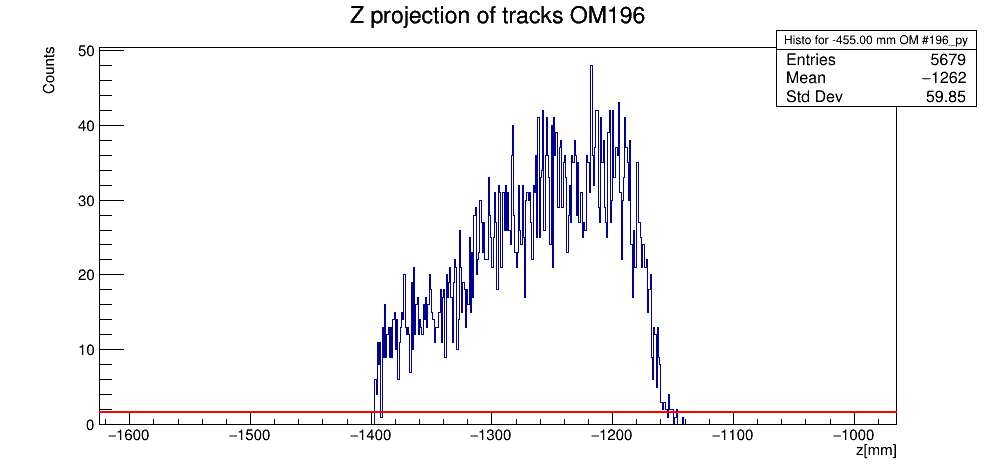 Z projection of tracks OM196
Histo for -455.00 mm OM #196_py
Entries 5679
Mean −1262
Std Dev 59.85
Counts
50
40
30
20
10
0
−1600 −1500 −1400 −1300 −1200 −1100 −1000
z[mm]